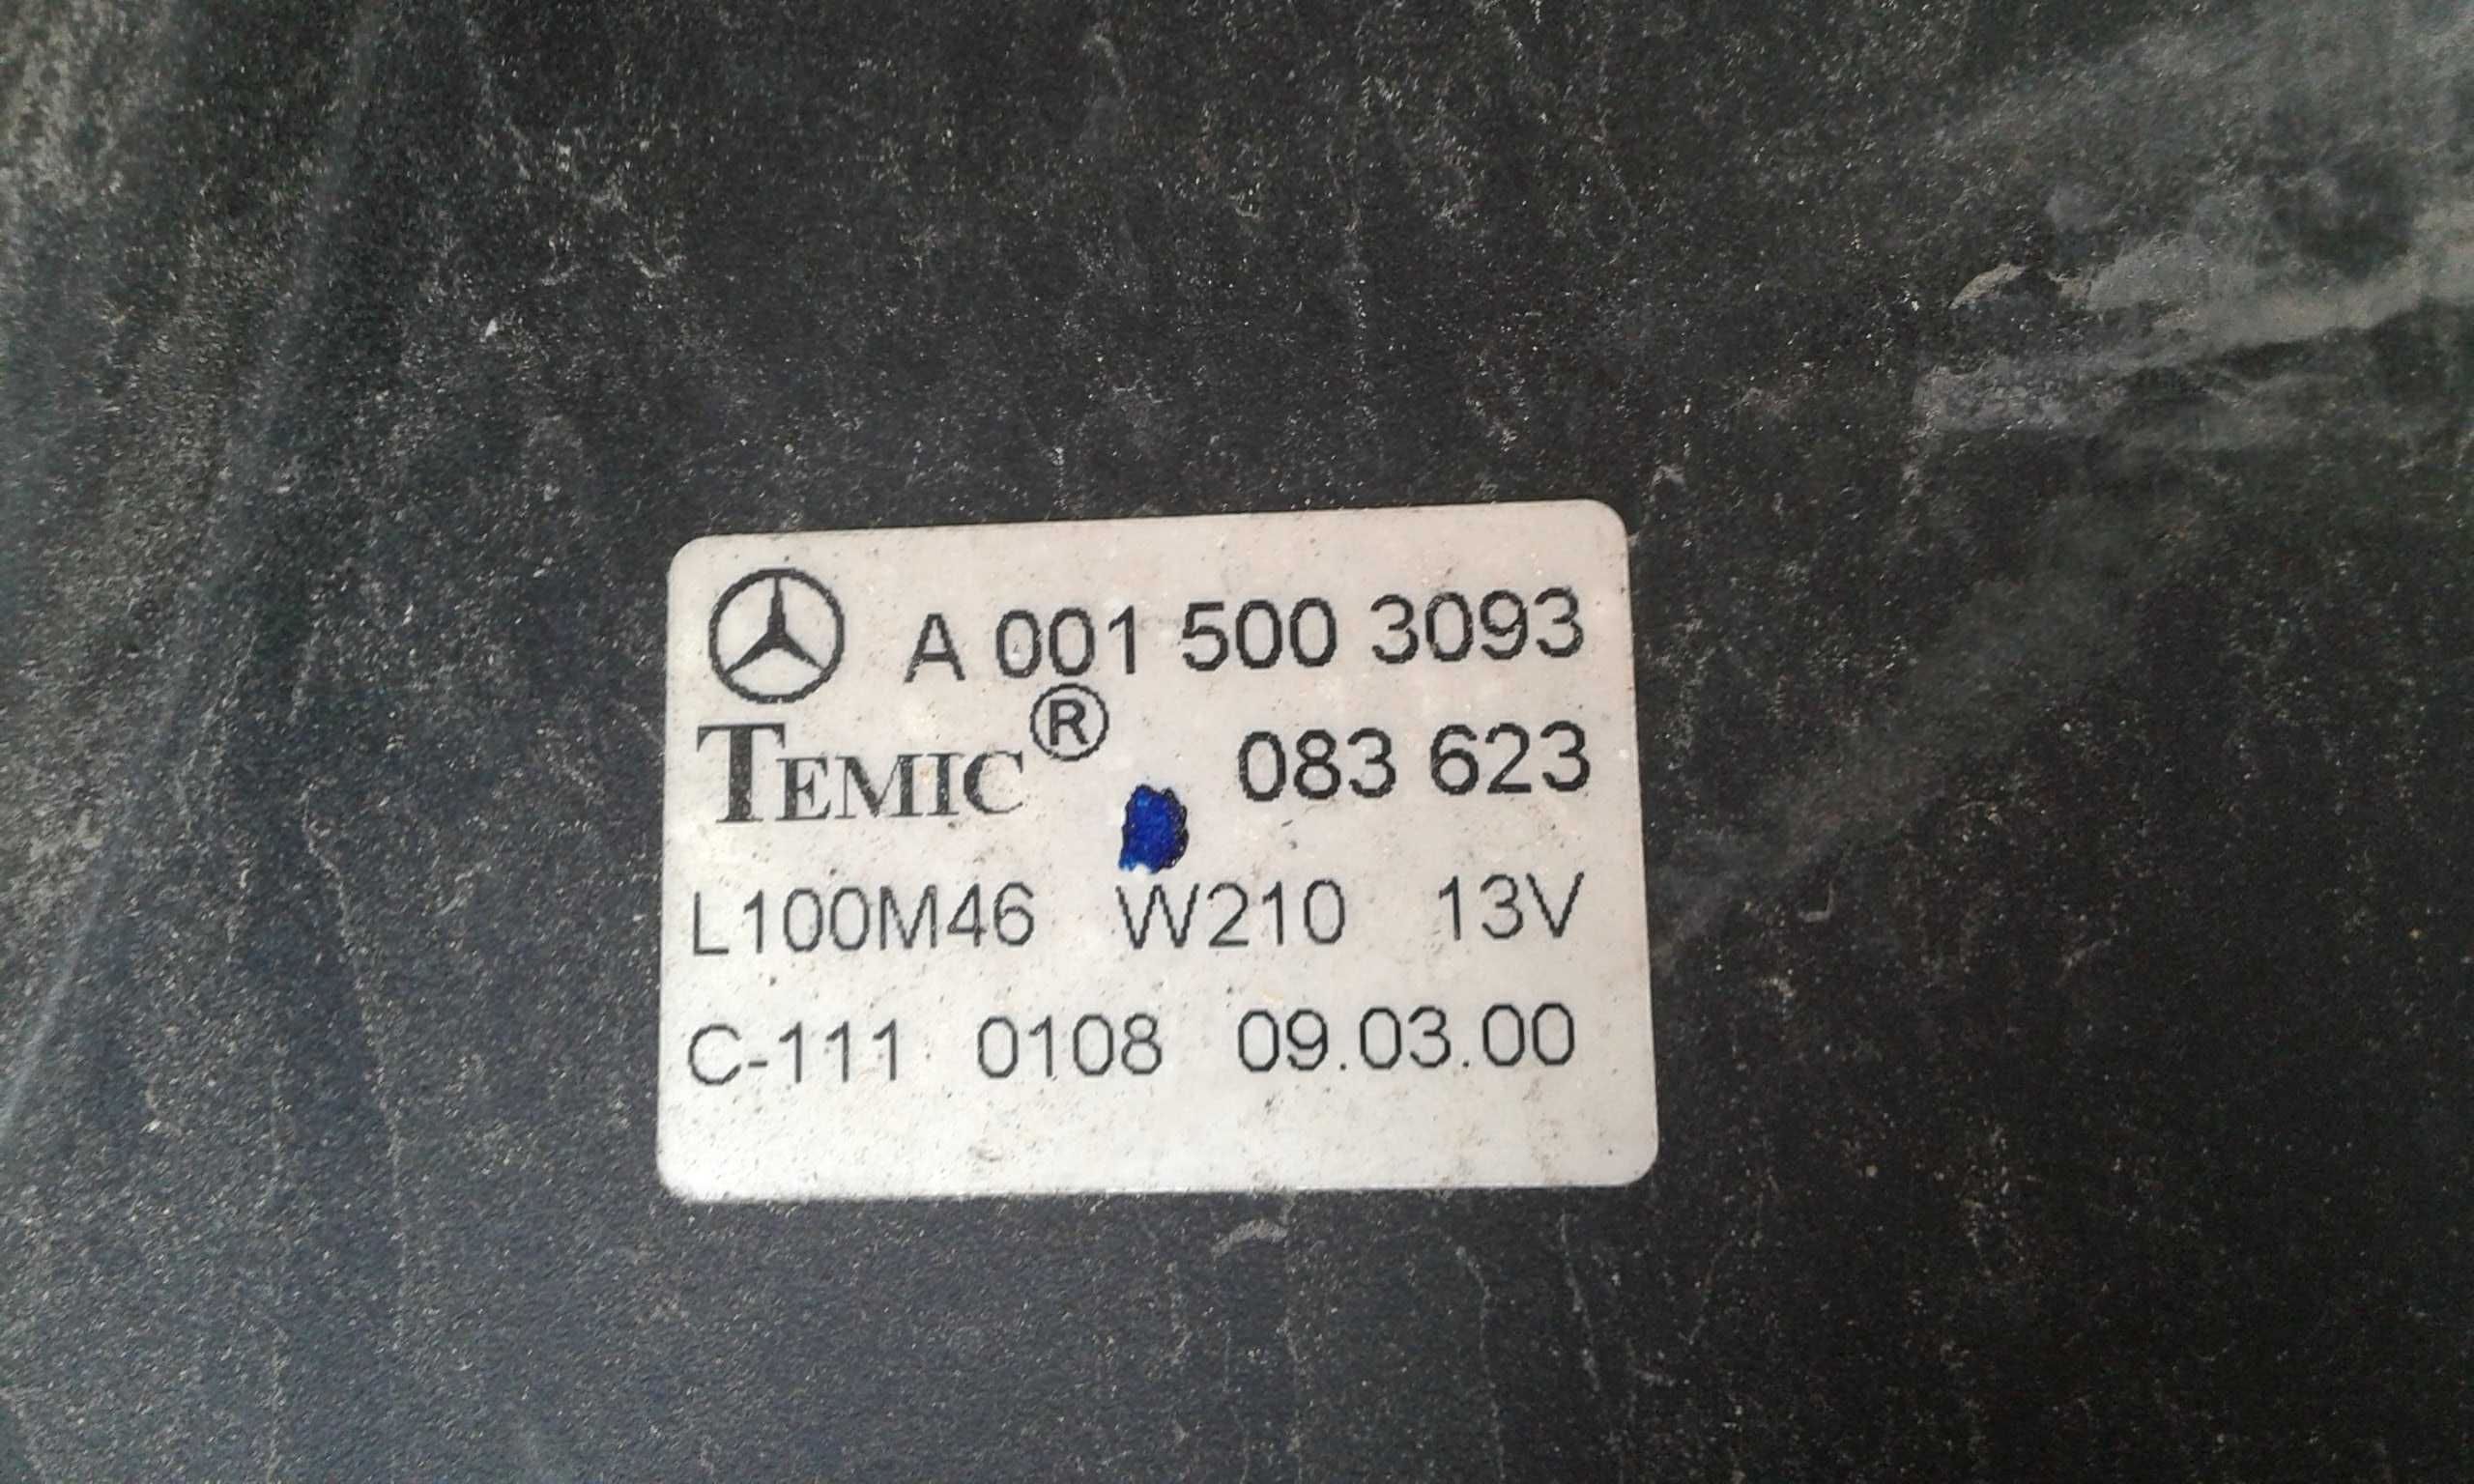 A 001 500 3093
TEMIC® 083 623
L100M46 W210 13V
C-111 0108 09.03.00